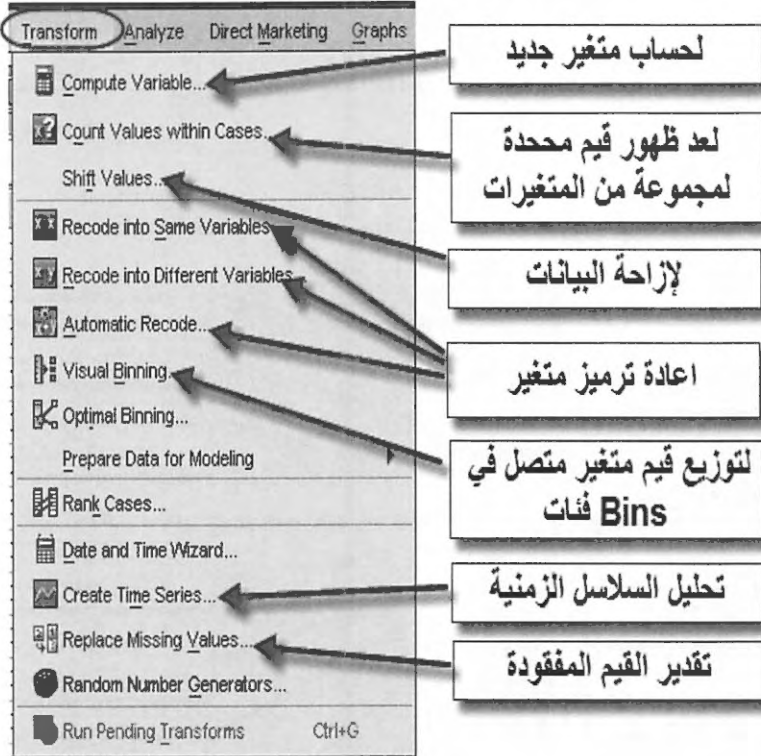 Transform Analyze Direct Marketing Graphs
Compute Variable...
Count Values within Cases...
Shift Values...
Recode into Same Variables
Recode into Different Variables
Automatic Recode...
Visual Binning
Optimal Binning...
Prepare Data for Modeling
Rank Cases...
Date and Time Wizard...
Create Time Series...
Replace Missing Values...
Random Number Generators...
Run Pending Transforms Ctrl+G
لحساب متغير جديد
لعد ظهور قيم محددة
لمجموعة من المتغيرات
لإزاحة البيانات
اعادة ترميز متغير
لتوزيع قيم متغير متصل في
Bins فئات
تحليل السلاسل الزمنية
تقدير القيم المفقودة